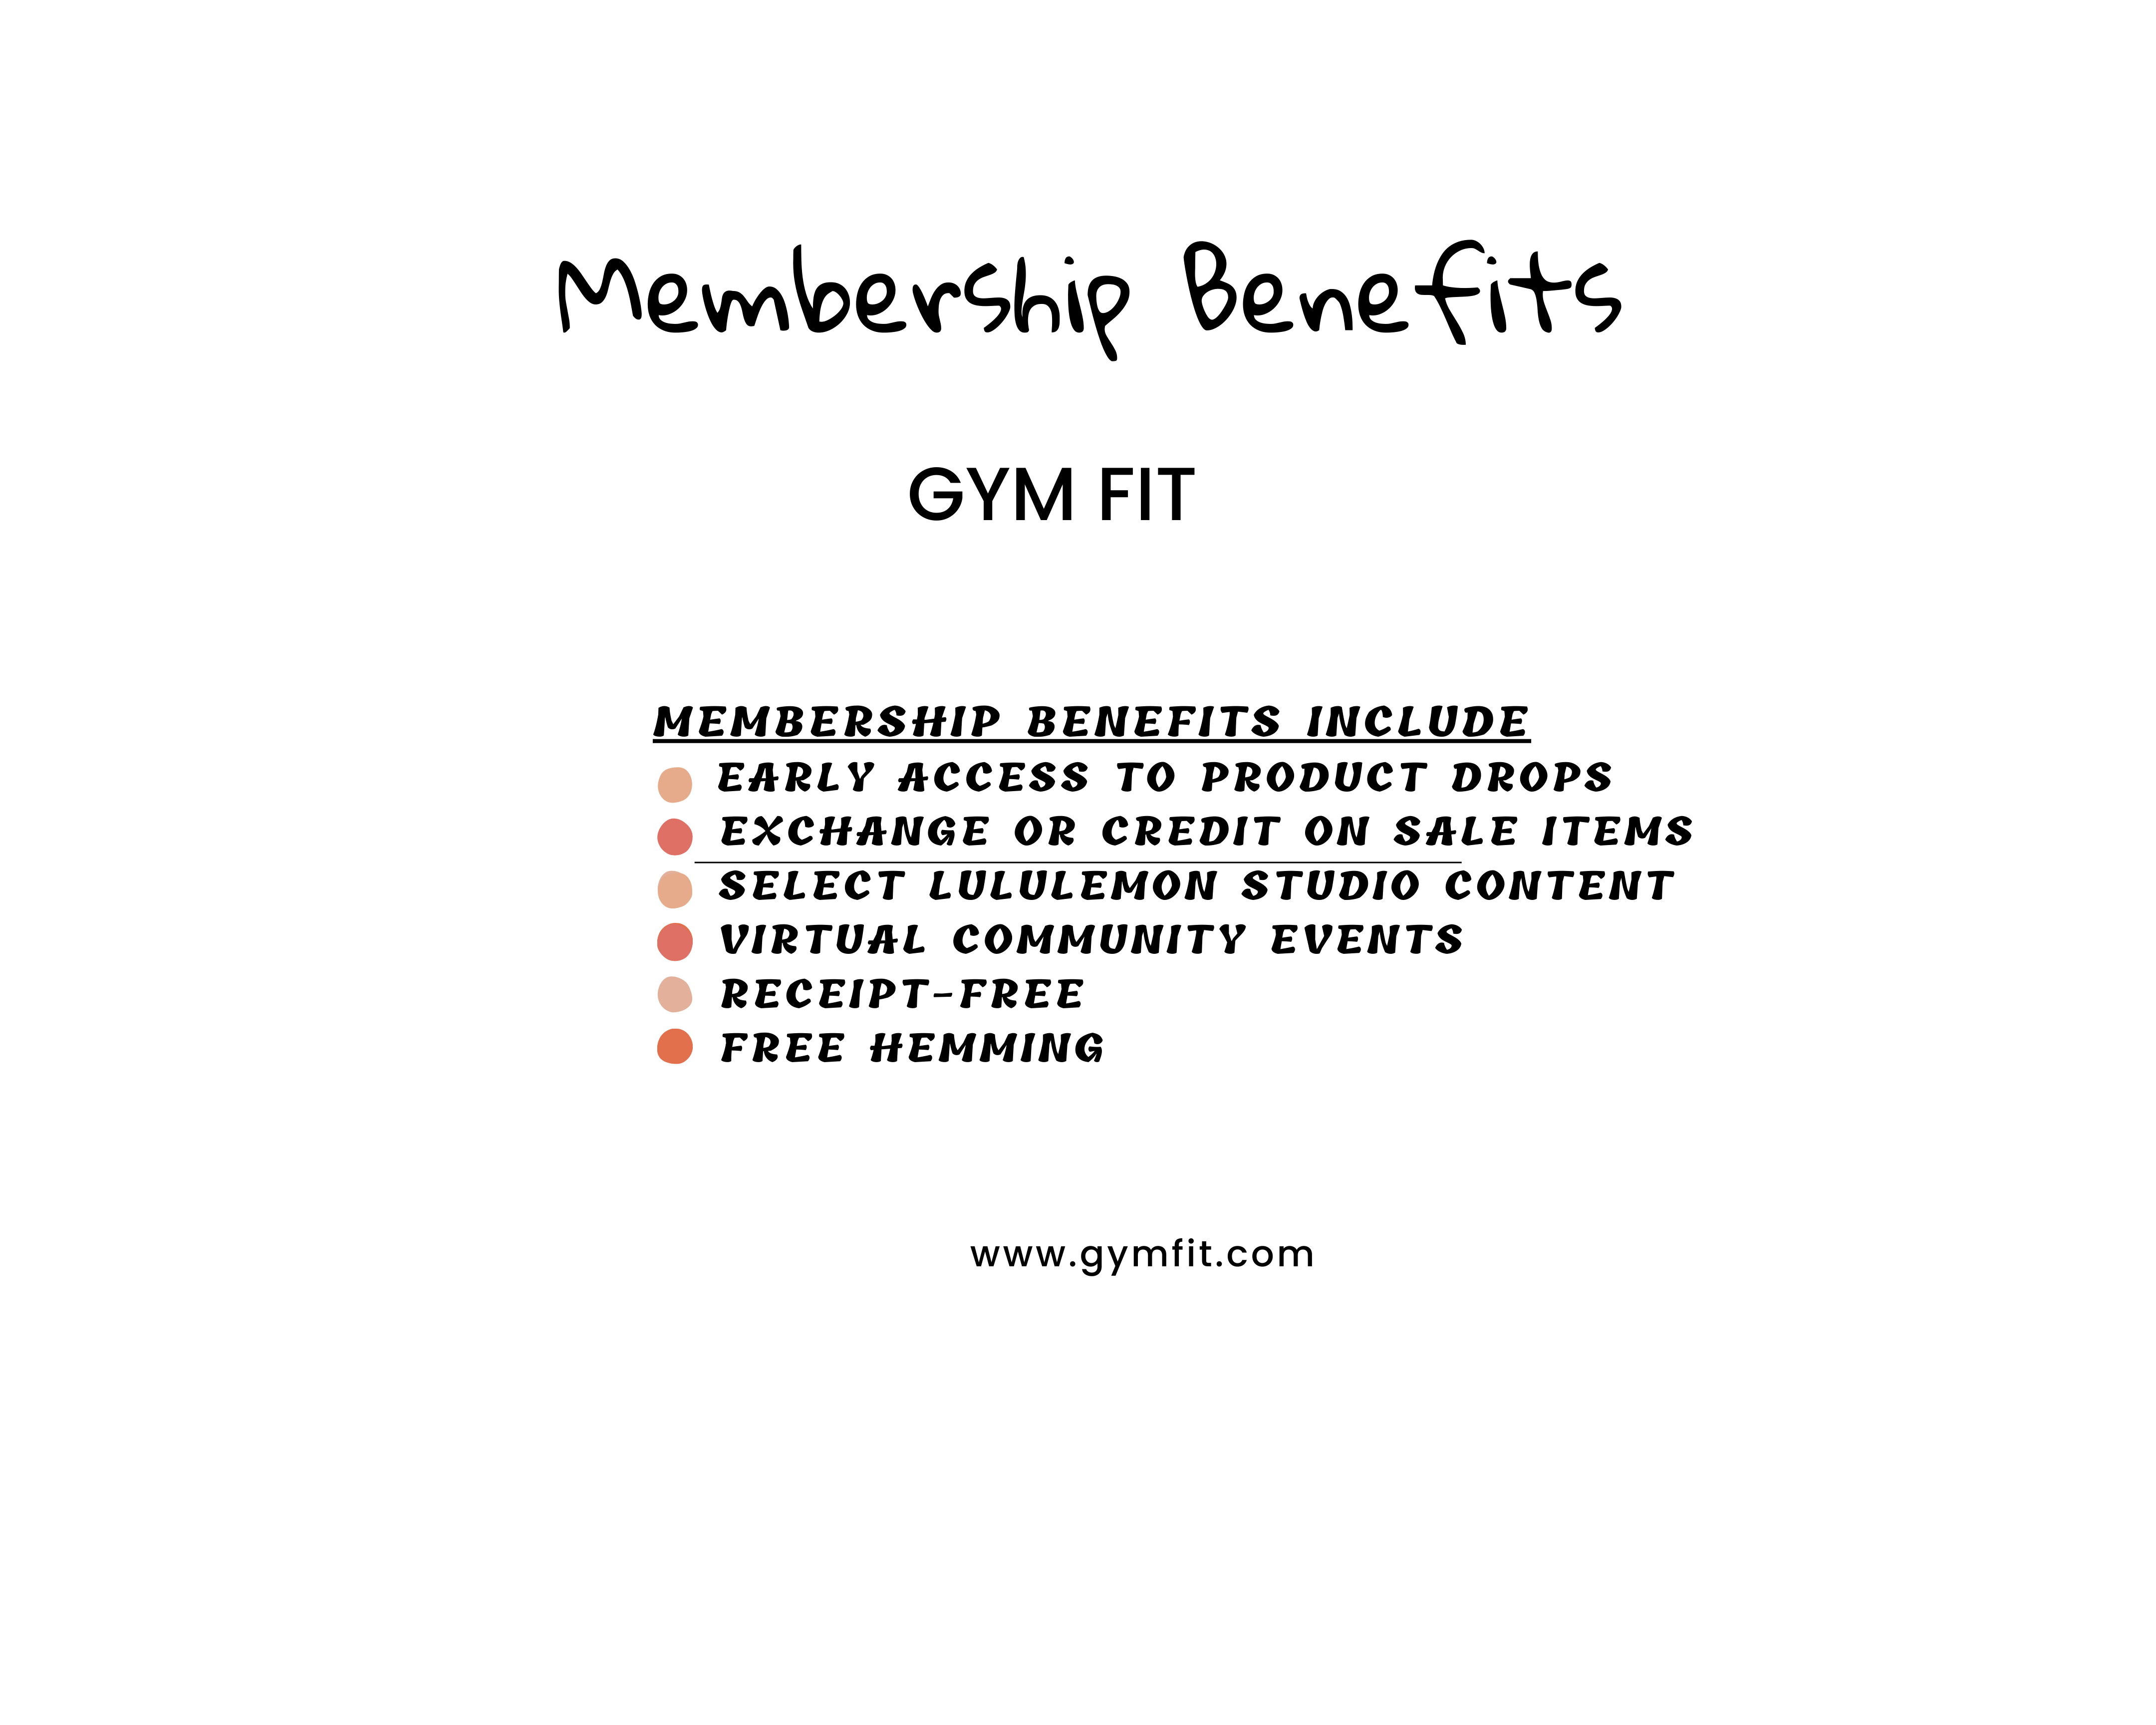 Membership Benefits
GYM FIT
MEMBERSHIP BENEFITS INCLUDE
EARLY ACCESS TO PRODUCT DROPS
EXCHANGE OR CREDIT ON SALE ITEMS
SELECT LULULEMON STUDIO CONTENT
VIRTUAL COMMUNITY EVENTS
RECEIPT-FREE
FREE HEMMING
www.gymfit.com